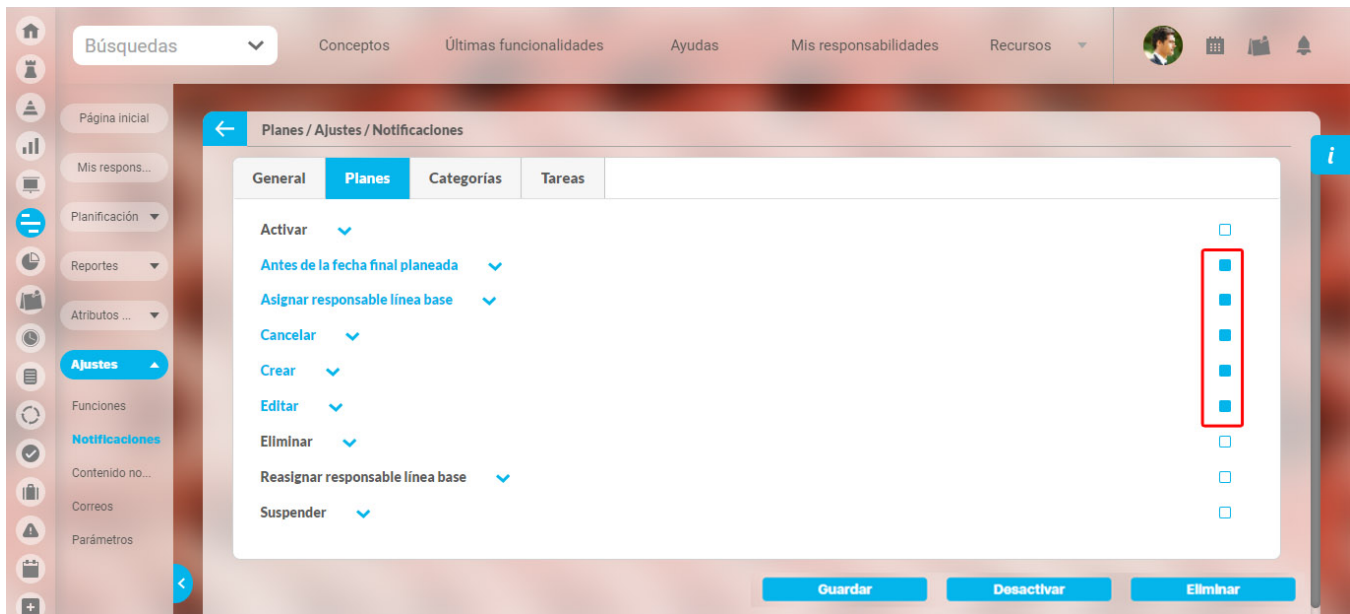 Búsquedas
Conceptos
Últimas funcionalidades
Ayudas
Mis responsabilidades
Recursos
Página inicial
Mis respons...
Planificación
Reportes
Atributos ...
Ajustes
Funciones
Notificaciones
Contenido no...
Correos
Parámetros
Planes / Ajustes / Notificaciones
i
General
Planes
Categorías
Tareas
Activar
Antes de la fecha final planeada
Asignar responsable línea base
Cancelar
Crear
Editar
Eliminar
Reasignar responsable línea base
Suspender
Guardar
Desactivar
Eliminar